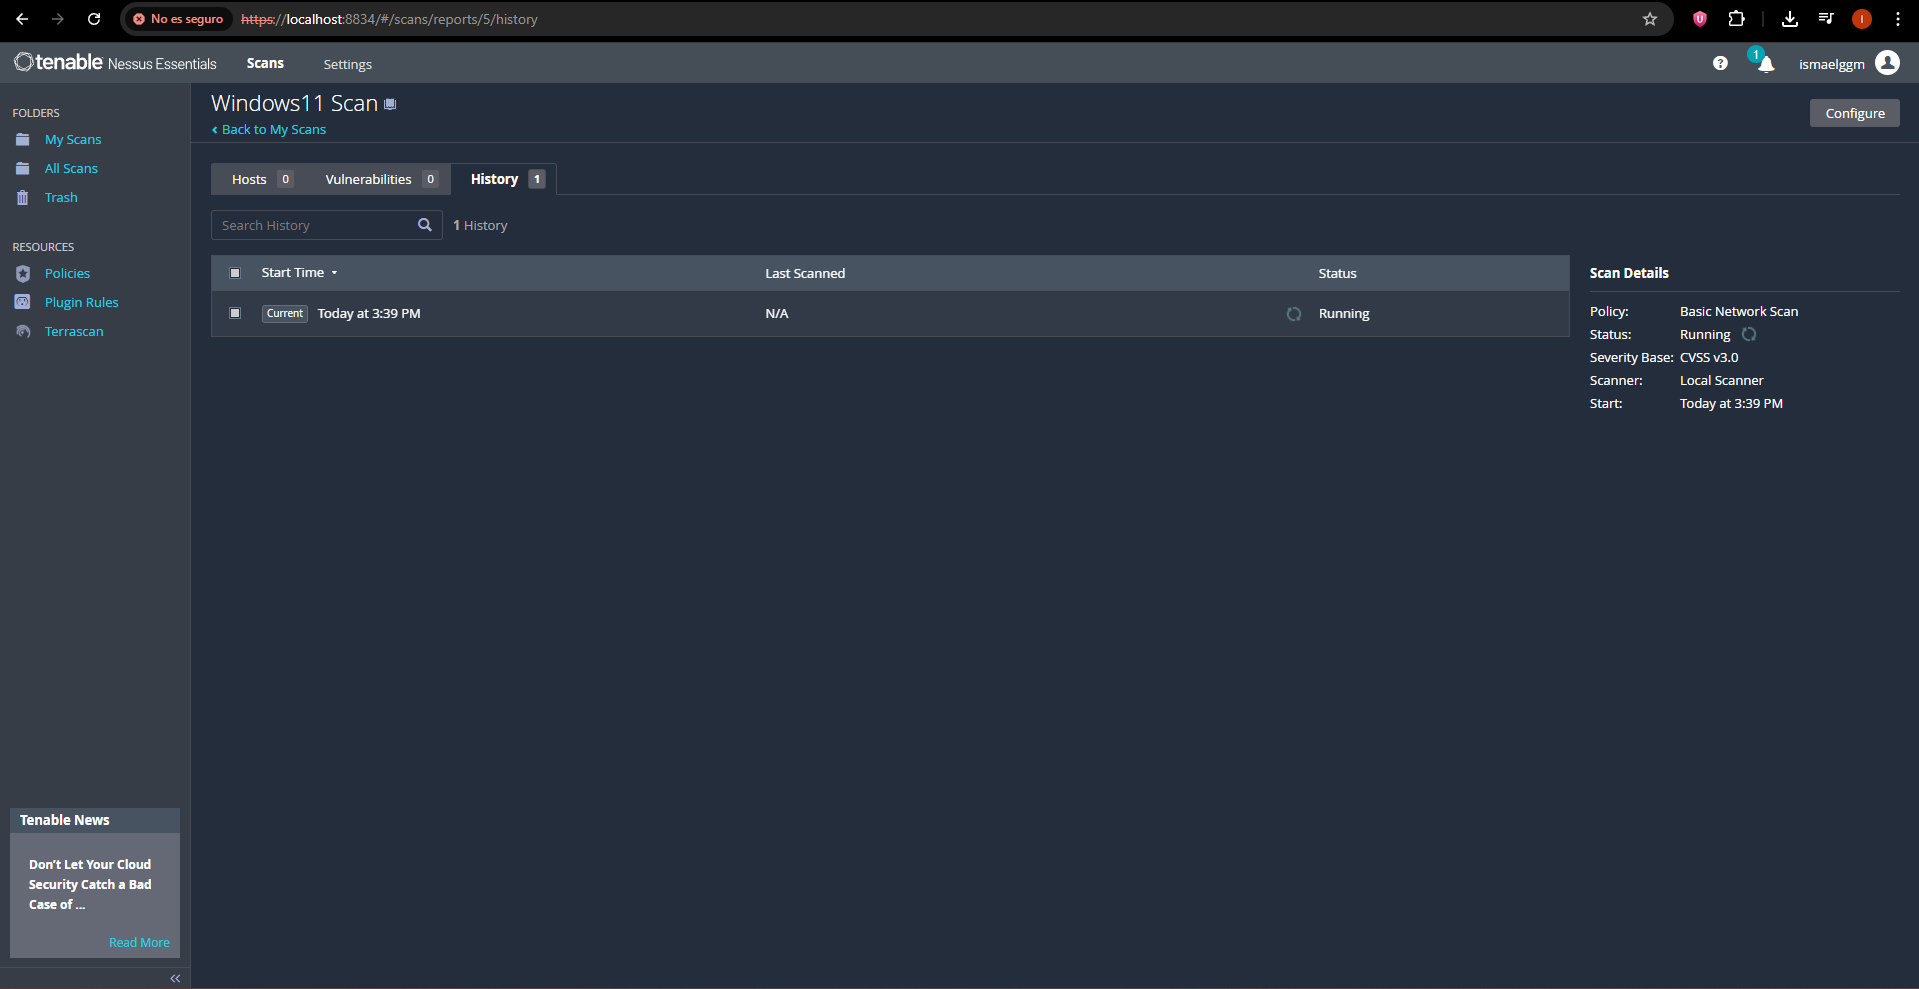 No es seguro https://localhost:8834/#/scans/reports/5/history
tenable Nessus Essentials Scans Settings
1
ismaelggm
FOLDERS
My Scans
All Scans
Trash
RESOURCES
Policies
Plugin Rules
Terrascan
Tenable News
Don't Let Your Cloud
Security Catch a Bad
Case of ...
Read More
Windows11 Scan
Back to My Scans
Configure
Hosts 0 Vulnerabilities 0 History 1
Search History 1 History
Start Time Last Scanned Status
Current Today at 3:39 PM N/A Running
Scan Details
Policy: Basic Network Scan
Status: Running
Severity Base: CVSS v3.0
Scanner: Local Scanner
Start: Today at 3:39 PM